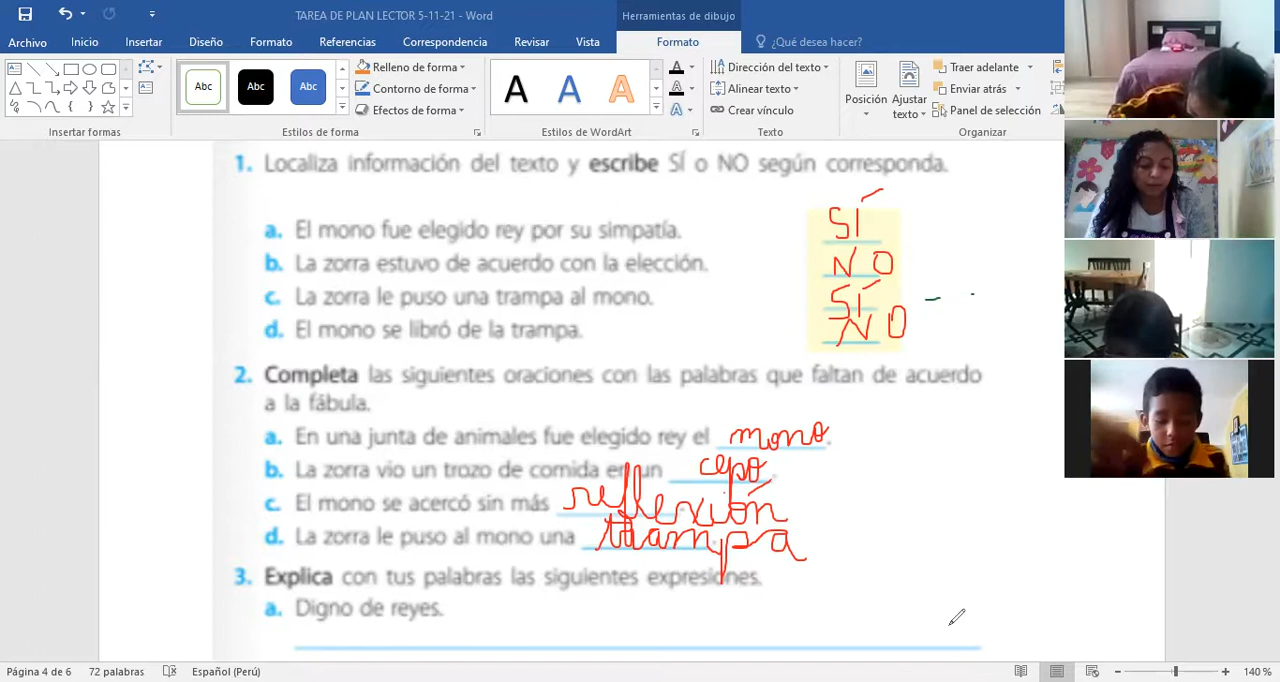 TAREA DE PLAN LECTOR 5-11-21 - Word
Herramientas de dibujo
Archivo Inicio Insertar Diseño Formato Referencias Correspondencia Revisar Vista Formato ¿Qué desea hacer?
Abc Abc Abc
Relleno de forma
Contorno de forma
Efectos de forma
A A A
Dirección del texto
Alinear texto
Crear vínculo
Posición
Ajustar texto
Traer adelante
Enviar atrás
Panel de selección
Insertar formas Estilos de forma Estilos de WordArt Texto Organizar
1. Localiza información del texto y escribe SÍ o NO según corresponda.
a. El mono fue elegido rey por su simpatía. SÍ
b. La zorra estuvo de acuerdo con la elección. NO
c. La zorra le puso una trampa al mono. SÍ
d. El mono se libró de la trampa. NO
2. Completa las siguientes oraciones con las palabras que faltan de acuerdo
a la fábula.
a. En una junta de animales fue elegido rey el mono.
b. La zorra vio un trozo de comida en un cepo.
c. El mono se acercó sin más reflexión.
d. La zorra le puso al mono una trampa.
3. Explica con tus palabras las siguientes expresiones.
a. Digno de reyes.
Página 4 de 6 72 palabras Español (Perú) 140 %